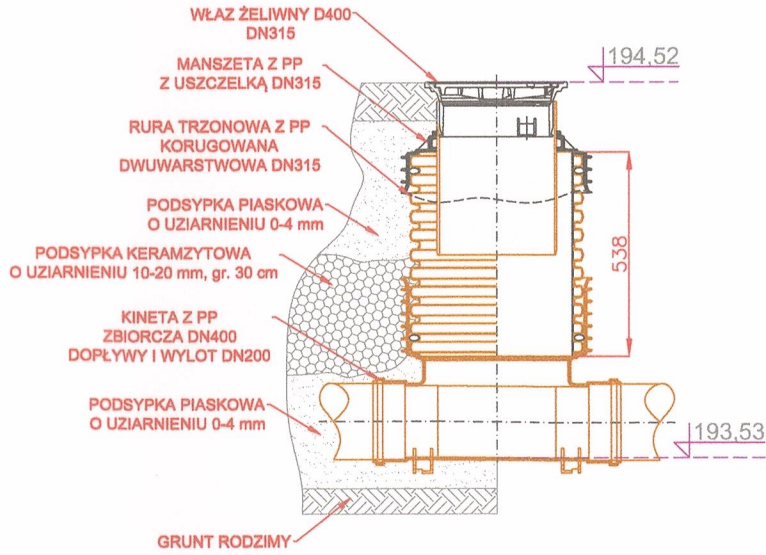 WŁAZ ŻELIWNY D400
DN315
194.52
MANSZETA Z PP
Z USZCZELKĄ DN315
RURA TRZONOWA Z PP
KORUGOWANA
DWUWARSTWOWA DN315
PODSYPKA PIASKOWA
O UZIARNIENIU 0-4 mm
PODSYPKA KERAMZYTOWA
O UZIARNIENIU 10-20 mm, gr. 30 cm
538
KINETA Z PP
ZBIORCZA DN400
DOPŁYWY I WYLOT DN200
PODSYPKA PIASKOWA
O UZIARNIENIU 0-4 mm
193,53
GRUNT RODZIMY